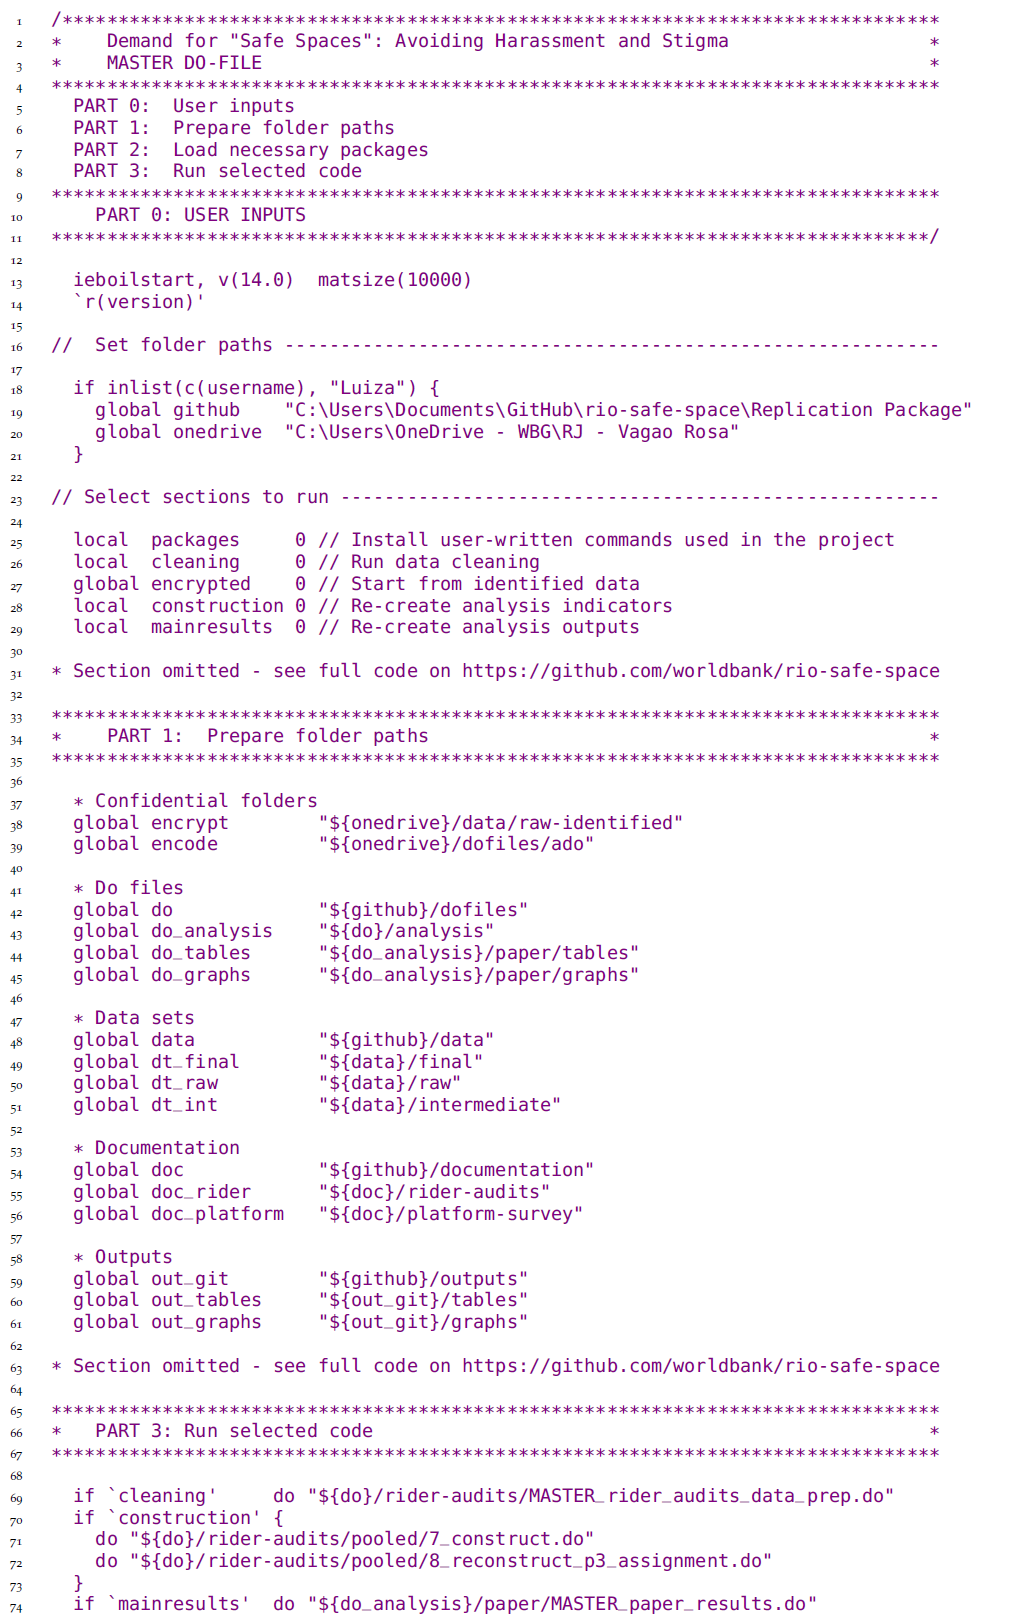 1 /*******************************************************************************
2 *    Demand for "Safe Spaces": Avoiding Harassment and Stigma                  *
3 *    MASTER DO-FILE                                                            *
4 ********************************************************************************
5   PART 0:  User inputs
6   PART 1:  Prepare folder paths
7   PART 2:  Load necessary packages
8   PART 3:  Run selected code
9 ********************************************************************************
10     PART 0: USER INPUTS
11 *******************************************************************************/
12
13   ieboilstart, v(14.0)  matsize(10000)
14   `r(version)'
15
16 //  Set folder paths -----------------------------------------------------------
17
18   if inlist(c(username), "Luiza") {
19     global github    "C:\Users\Documents\GitHub\rio-safe-space\Replication Package"
20     global onedrive  "C:\Users\OneDrive - WBG\RJ - Vagao Rosa"
21   }
22
23 // Select sections to run ------------------------------------------------------
24
25   local  packages     0 // Install user-written commands used in the project
26   local  cleaning     0 // Run data cleaning
27   global encrypted    0 // Start from identified data
28   local  construction 0 // Re-create analysis indicators
29   local  mainresults  0 // Re-create analysis outputs
30
31 * Section omitted - see full code on https://github.com/worldbank/rio-safe-space
32
33 ********************************************************************************
34 *    PART 1:  Prepare folder paths                                             *
35 ********************************************************************************
36
37   * Confidential folders
38   global encrypt        "${onedrive}/data/raw-identified"
39   global encode         "${onedrive}/dofiles/ado"
40
41   * Do files
42   global do             "${github}/dofiles"
43   global do_analysis    "${do}/analysis"
44   global do_tables      "${do_analysis}/paper/tables"
45   global do_graphs      "${do_analysis}/paper/graphs"
46
47   * Data sets
48   global data           "${github}/data"
49   global dt_final       "${data}/final"
50   global dt_raw         "${data}/raw"
51   global dt_int         "${data}/intermediate"
52
53   * Documentation
54   global doc            "${github}/documentation"
55   global doc_rider      "${doc}/rider-audits"
56   global doc_platform   "${doc}/platform-survey"
57
58   * Outputs
59   global out_git        "${github}/outputs"
60   global out_tables     "${out_git}/tables"
61   global out_graphs     "${out_git}/graphs"
62
63 * Section omitted - see full code on https://github.com/worldbank/rio-safe-space
64
65 ********************************************************************************
66 *   PART 3: Run selected code                                                  *
67 ********************************************************************************
68
69   if `cleaning'     do "${do}/rider-audits/MASTER_rider_audits_data_prep.do"
70   if `construction' {
71     do "${do}/rider-audits/pooled/7_construct.do"
72     do "${do}/rider-audits/pooled/8_reconstruct_p3_assignment.do"
73   }
74   if `mainresults'  do "${do_analysis}/paper/MASTER_paper_results.do"